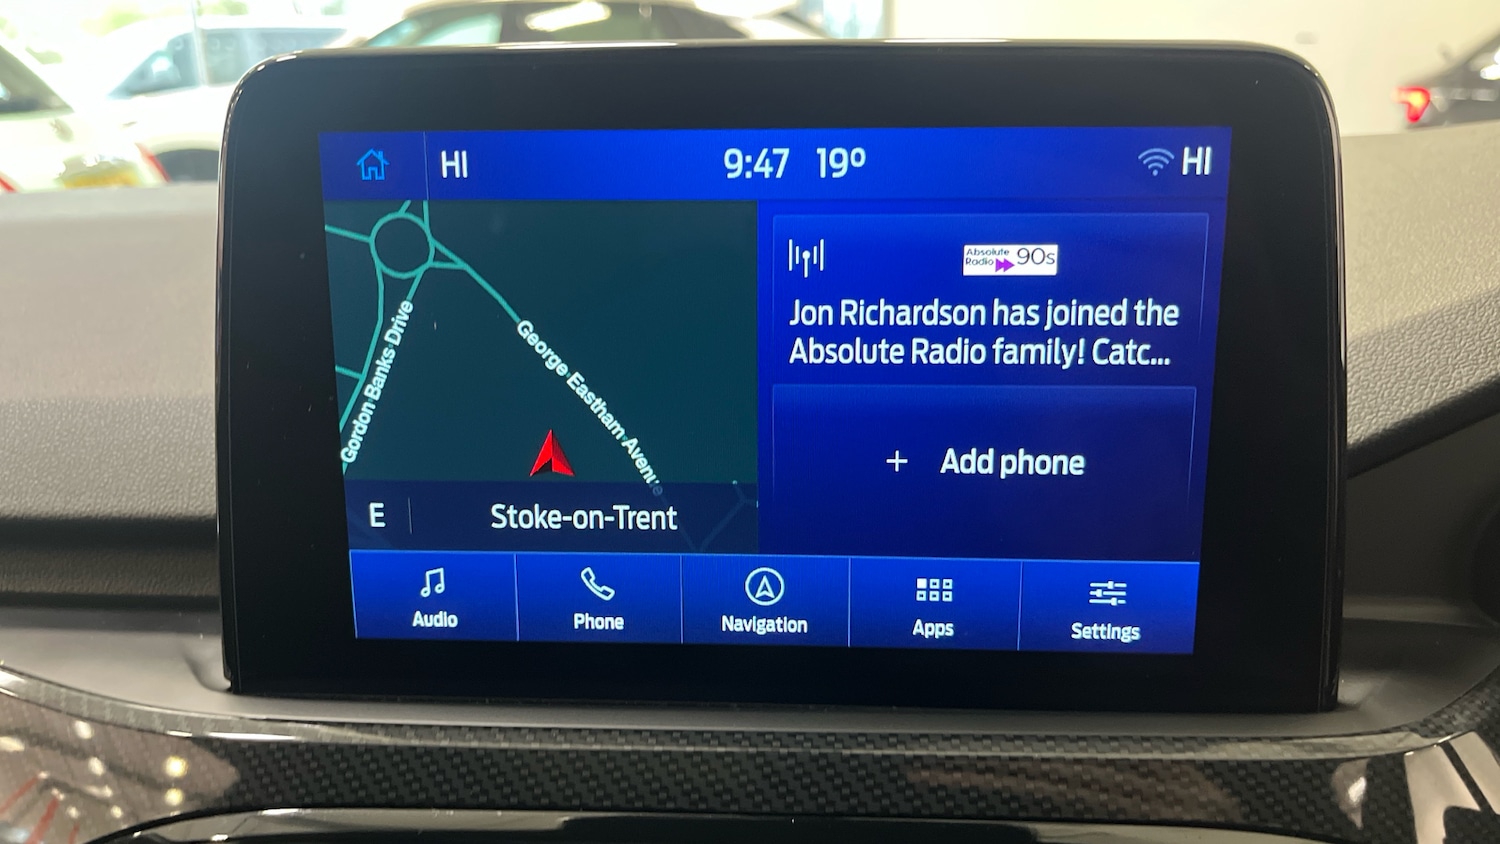 HI
9:47 19°
HI
Absolute
Radio 90s
Jon Richardson has joined the
Absolute Radio family! Catc...
Gordon Banks Drive
George Eastham Avenue
+ Add phone
E
Stoke-on-Trent
Audio
Phone
Navigation
Apps
Settings